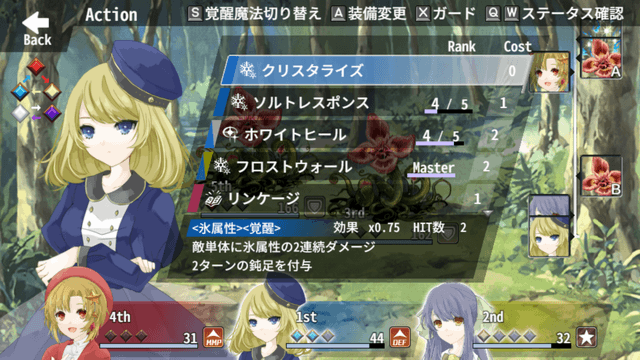 Back
Action
S 覚醒魔法切り替え A 装備変更 X ガード Q W ステータス確認
Rank Cost
クリスタライズ 0
ソルトレスポンス 4 / 5 1
ホワイトヒール 4 / 5 2
フロストウォール Master 2
リンケージ 1
<氷属性><覚醒> 効果 x0.75 HIT数 2
敵単体に氷属性の2連続ダメージ
2ターンの鈍足を付与
A
B
5th
3rd
4th 31 MMP
1st 44 DEF
2nd 32